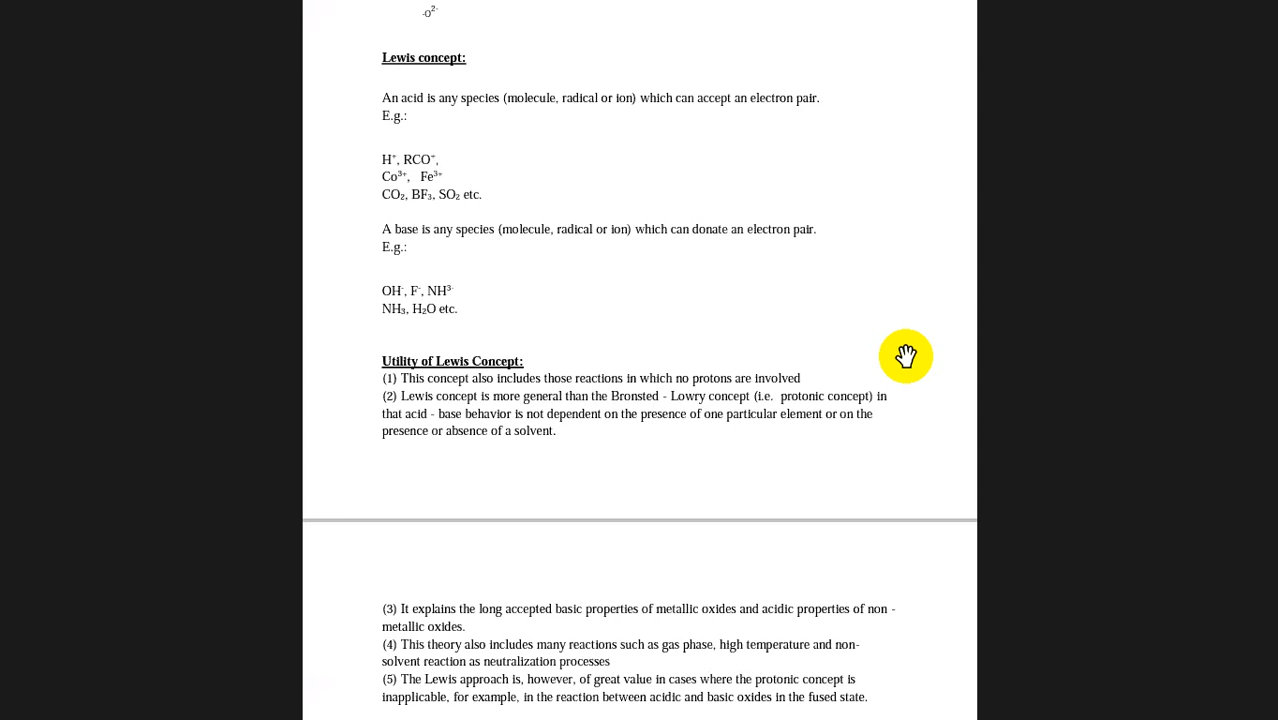 -O²⁻
Lewis concept:
An acid is any species (molecule, radical or ion) which can accept an electron pair.
E.g.:
H⁺, RCO⁺,
Co³⁺, Fe³⁺
CO₂, BF₃, SO₂ etc.
A base is any species (molecule, radical or ion) which can donate an electron pair.
E.g.:
OH⁻, F⁻, NH³⁻
NH₃, H₂O etc.
Utility of Lewis Concept:
(1) This concept also includes those reactions in which no protons are involved
(2) Lewis concept is more general than the Bronsted - Lowry concept (i.e. protonic concept) in
that acid - base behavior is not dependent on the presence of one particular element or on the
presence or absence of a solvent.
(3) It explains the long accepted basic properties of metallic oxides and acidic properties of non -
metallic oxides.
(4) This theory also includes many reactions such as gas phase, high temperature and non-
solvent reaction as neutralization processes
(5) The Lewis approach is, however, of great value in cases where the protonic concept is
inapplicable, for example, in the reaction between acidic and basic oxides in the fused state.